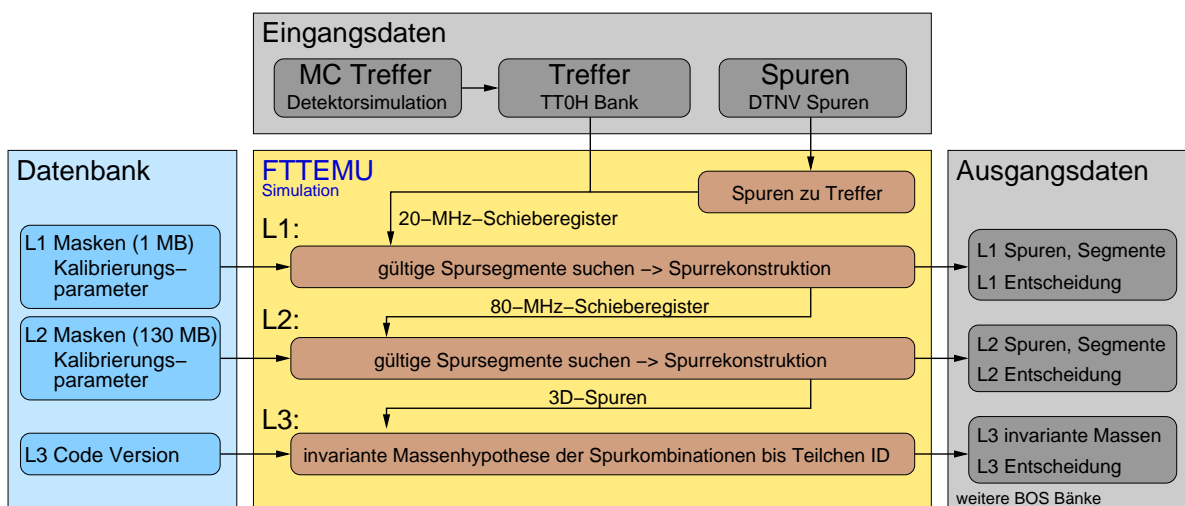 Eingangsdaten
MC Treffer
Detektorsimulation
Treffer
TT0H Bank
Spuren
DTNV Spuren
Datenbank
L1 Masken (1 MB)
Kalibrierungs−
parameter
L2 Masken (130 MB)
Kalibrierungs−
parameter
L3 Code Version
FTTEMU
Simulation
Spuren zu Treffer
20−MHz−Schieberegister
L1:
gültige Spursegmente suchen −> Spurrekonstruktion
80−MHz−Schieberegister
L2:
gültige Spursegmente suchen −> Spurrekonstruktion
3D−Spuren
L3:
invariante Massenhypothese der Spurkombinationen bis Teilchen ID
Ausgangsdaten
L1 Spuren, Segmente
L1 Entscheidung
L2 Spuren, Segmente
L2 Entscheidung
L3 invariante Massen
L3 Entscheidung
weitere BOS Bänke